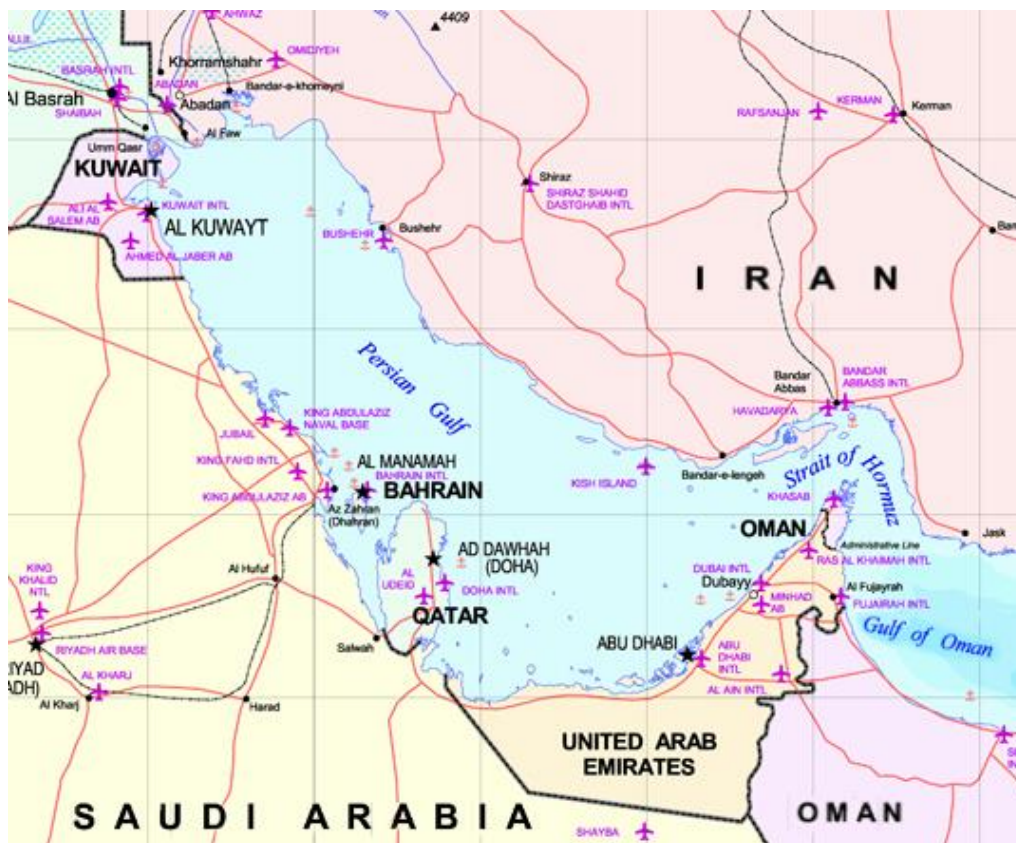 AHWAZ
4409
OMIDIYEH
Khorramshahr
BASRAH INTL
ABADAN
Bandar-e-khomeyni
Al Basrah
Abadan
SHAIBAH
Al Faw
Umm Qasr
RAFSANJAN
KERMAN
Kerman
KUWAIT
Shiraz
SHIRAZ SHAHID
DASTGHAIB INTL
ALI AL
SALEM AB
KUWAIT INTL
AL KUWAYT
AHMED AL JABER AB
BUSHEHR
Bushehr
IRAN
Persian Gulf
Bandar
Abbas
BANDAR
ABBASS INTL
HAVADARYA
KING ABDULAZIZ
NAVAL BASE
JUBAIL
KING FAHD INTL
AL MANAMAH
BAHRAIN INTL
BAHRAIN
KING ABDULAZIZ AB
Az Zahran
(Dhahran)
KISH ISLAND
Bandar-e-lengeh
Strait of Hormuz
KHASAB
OMAN
Jask
Administrative Line
RAS AL KHAIMAH INTL
AD DAWHAH
(DOHA)
AL
UDEID
DOHA INTL
QATAR
Al Hufuf
DUBAI INTL
Dubayy
MINHAD
AB
Al Fujayrah
FUJAIRAH INTL
Gulf of Oman
KING
KHALID
NTL
RIYADH AIR BASE
RIYAD
ADH)
Salwah
ABU DHABI
ABU
DHABI
INTL
AL AIN INTL
AL KHARJ
Al Kharj
Harad
UNITED ARAB
EMIRATES
SAUDI ARABIA
OMAN
SHAYBA